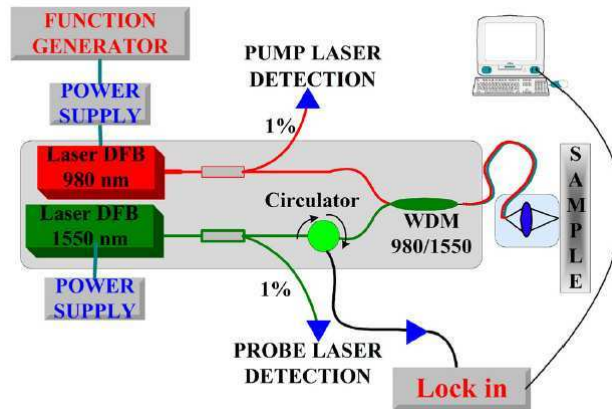 FUNCTION
GENERATOR
POWER
SUPPLY
PUMP LASER
DETECTION
1%
Laser DFB
980 nm
Laser DFB
1550 nm
Circulator
WDM
980/1550
SAMPLE
POWER
SUPPLY
1%
PROBE LASER
DETECTION
Lock in